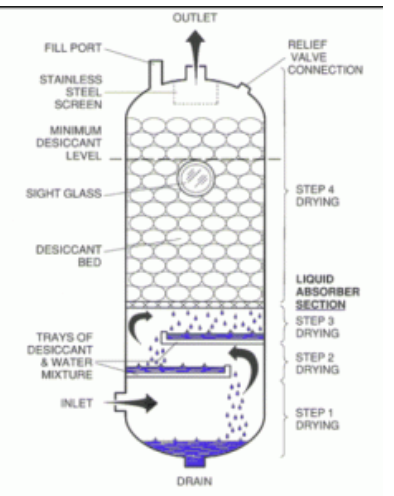 OUTLET
FILL PORT
RELIEF
VALVE
CONNECTION
STAINLESS
STEEL
SCREEN
MINIMUM
DESICCANT
LEVEL
SIGHT GLASS
STEP 4
DRYING
DESICCANT
BED
LIQUID
ABSORBER
SECTION
STEP 3
DRYING
TRAYS OF
DESICCANT
& WATER
MIXTURE
STEP 2
DRYING
INLET
STEP 1
DRYING
DRAIN